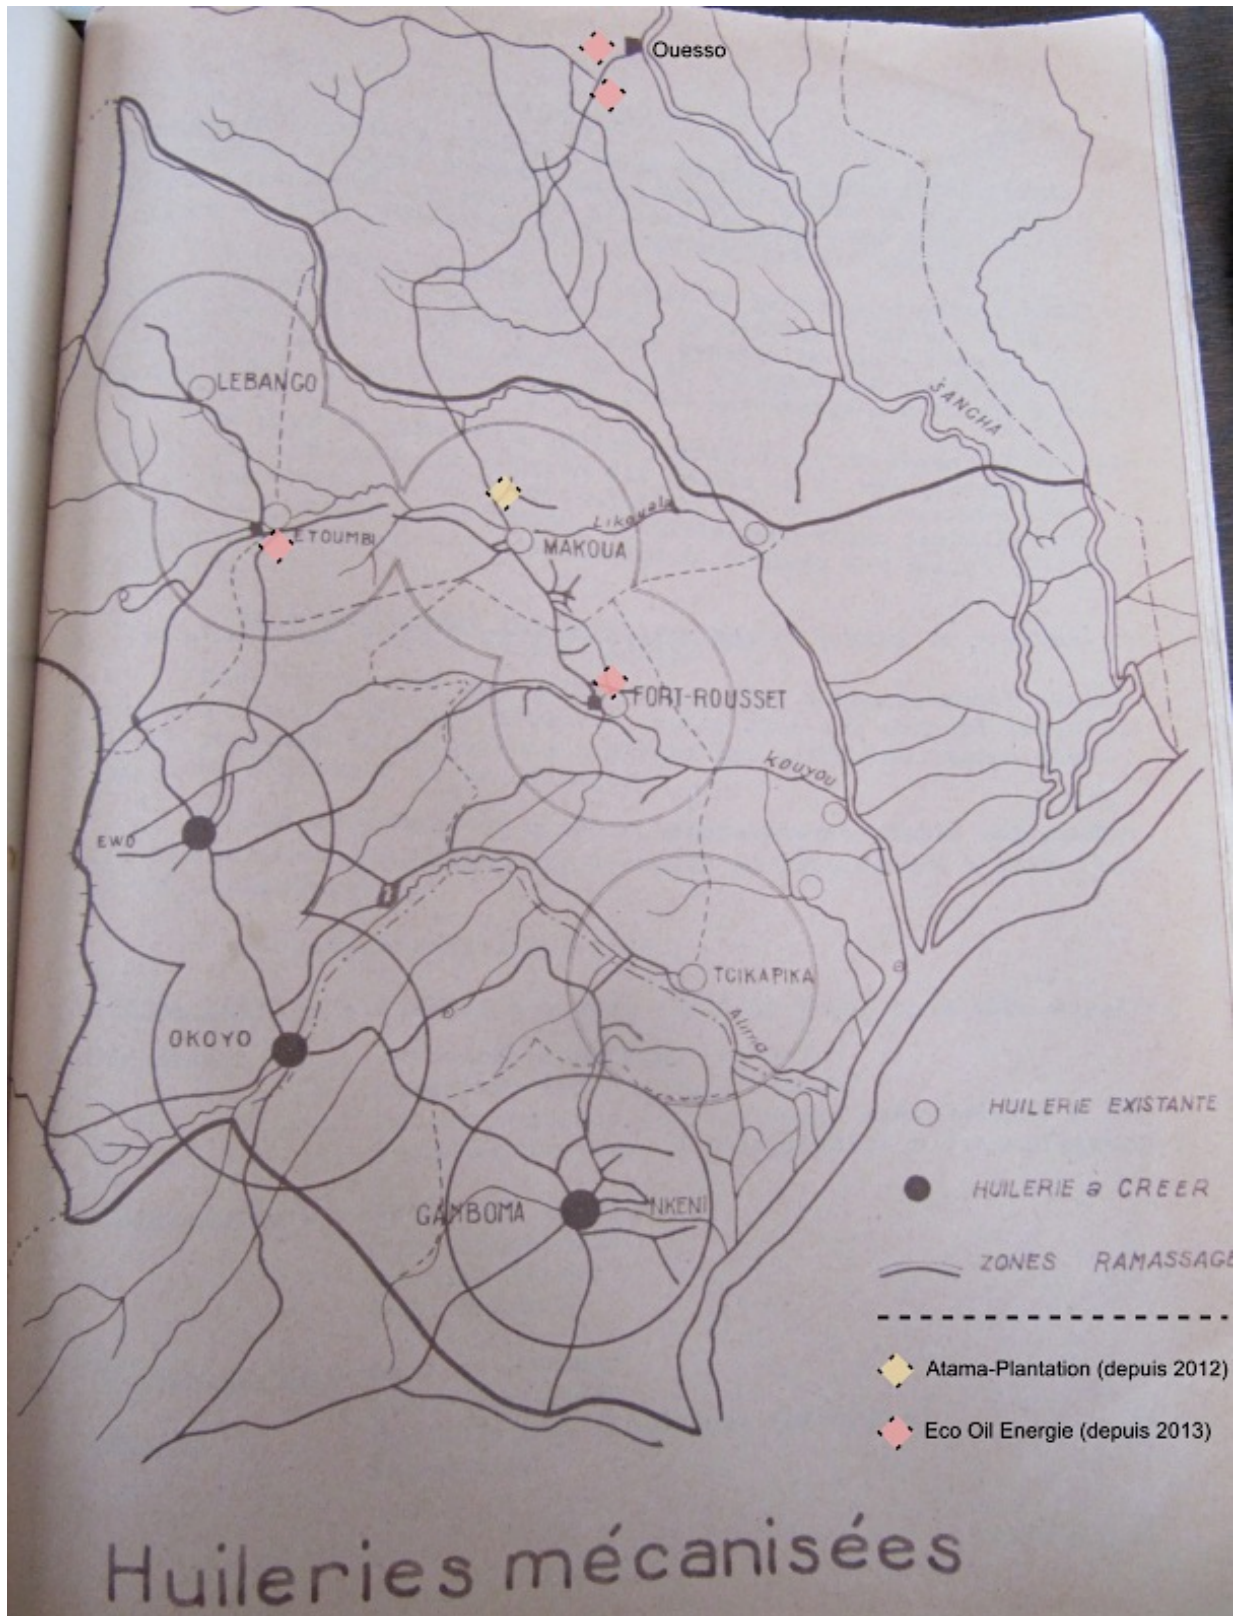 Ouesso
SANGHA
LEBANGO
Likouala
ETOUMBI
MAKOUA
FORT-ROUSSET
KOUYOU
EWO
TCIKAPIKA
Alima
OKOYO
HUILERIE EXISTANTE
HUILERIE a CREER
GAMBOMA
NKENI
ZONES RAMASSAGE
Atama-Plantation (depuis 2012)
Eco Oil Energie (depuis 2013)
Huileries mécanisées